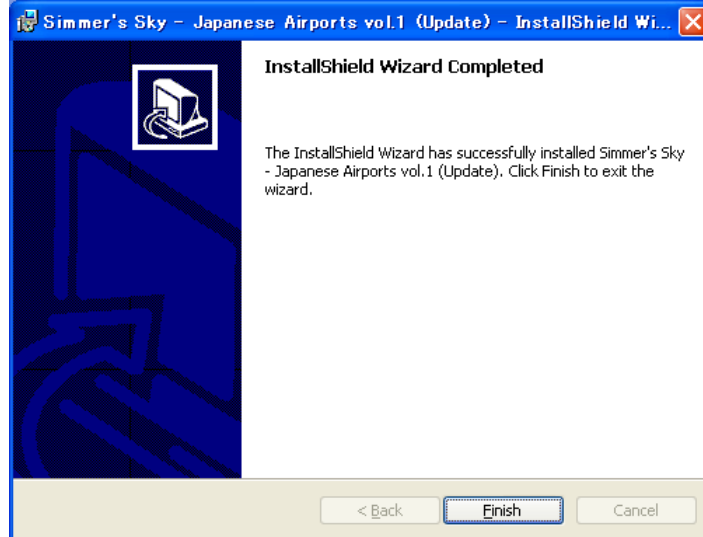 Simmer's Sky - Japanese Airports vol.1 (Update) - InstallShield Wi...
InstallShield Wizard Completed
The InstallShield Wizard has successfully installed Simmer's Sky
- Japanese Airports vol.1 (Update). Click Finish to exit the
wizard.
< Back Finish Cancel